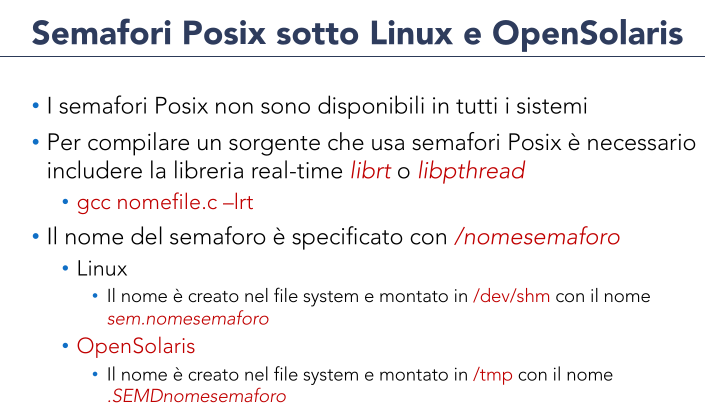 Semafori Posix sotto Linux e OpenSolaris
• I semafori Posix non sono disponibili in tutti i sistemi
• Per compilare un sorgente che usa semafori Posix è necessario
includere la libreria real-time librt o libpthread
• gcc nomefile.c –lrt
• Il nome del semaforo è specificato con /nomesemaforo
• Linux
• Il nome è creato nel file system e montato in /dev/shm con il nome
sem.nomesemaforo
• OpenSolaris
• Il nome è creato nel file system e montato in /tmp con il nome
.SEMDnomesemaforo